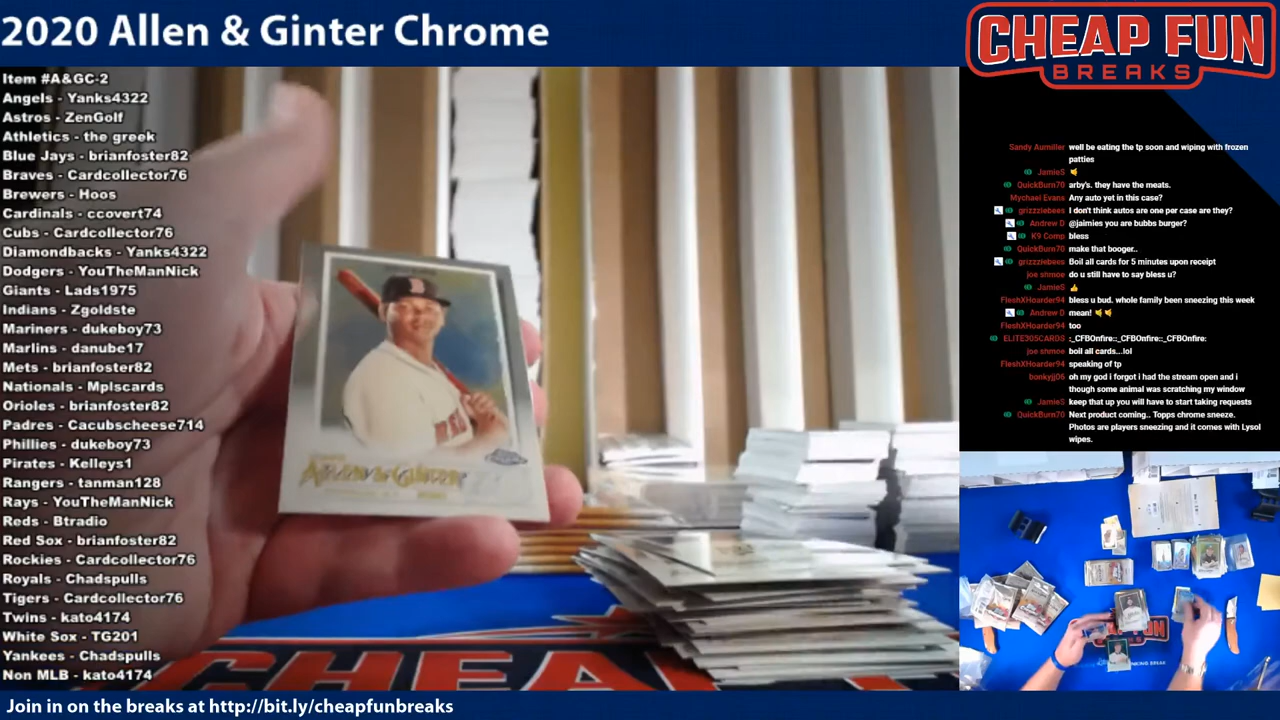 2020 Allen & Ginter Chrome
CHEAP FUN
BREAKS
Item #A&GC-2
Angels - Yanks4322
Astros - ZenGolf
Athletics - the greek
Blue Jays - brianfoster82
Braves - Cardcollector76
Brewers - Hoos
Cardinals - ccovert74
Cubs - Cardcollector76
Diamondbacks - Yanks4322
Dodgers - YouTheManNick
Giants - Lads1975
Indians - Zgoldste
Mariners - dukeboy73
Marlins - danube17
Mets - brianfoster82
Nationals - Mplscards
Orioles - brianfoster82
Padres - Cacubscheese714
Phillies - dukeboy73
Pirates - Kelleys1
Rangers - tanman128
Rays - YouTheManNick
Reds - Btradio
Red Sox - brianfoster82
Rockies - Cardcollector76
Royals - Chadspulls
Tigers - Cardcollector76
Twins - kato4174
White Sox - TG201
Yankees - Chadspulls
Non MLB - kato4174
Sandy Aumiller well be eating the tp soon and wiping with frozen
patties
JamieS
QuickBurn70 arby's. they have the meats.
Mychael Evans Any auto yet in this case?
grizzziebees I don't think autos are one per case are they?
Andrew D @jaimies you are bubbs burger?
K9 Comp bless
QuickBurn70 make that booger..
grizzziebees Boil all cards for 5 minutes upon receipt
joe shmoe do u still have to say bless u?
JamieS 👍
FleshXHoarder94 bless u bud. whole family been sneezing this week
Andrew D mean!
FleshXHoarder94 too
ELITE305CARDS :_CFBOnfire::_CFBOnfire::_CFBOnfire:
joe shmoe boil all cards...lol
FleshXHoarder94 speaking of tp
bonkyjj06 oh my god i forgot i had the stream open and i
though some animal was scratching my window
JamieS keep that up you will have to start taking requests
QuickBurn70 Next product coming.. Topps chrome sneeze.
Photos are players sneezing and it comes with Lysol
wipes.
B
Allen & Ginter
CHEAP
Join in on the breaks at http://bit.ly/cheapfunbreaks